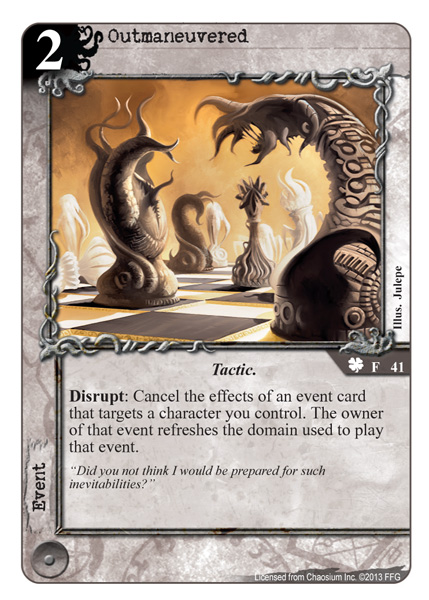 2
Outmaneuvered
Illus. Julepe
F 41
Tactic.
Disrupt: Cancel the effects of an event card
that targets a character you control. The owner
of that event refreshes the domain used to play
that event.
“Did you not think I would be prepared for such
inevitabilities?”
Event
Licensed from Chaosium Inc. ©2013 FFG